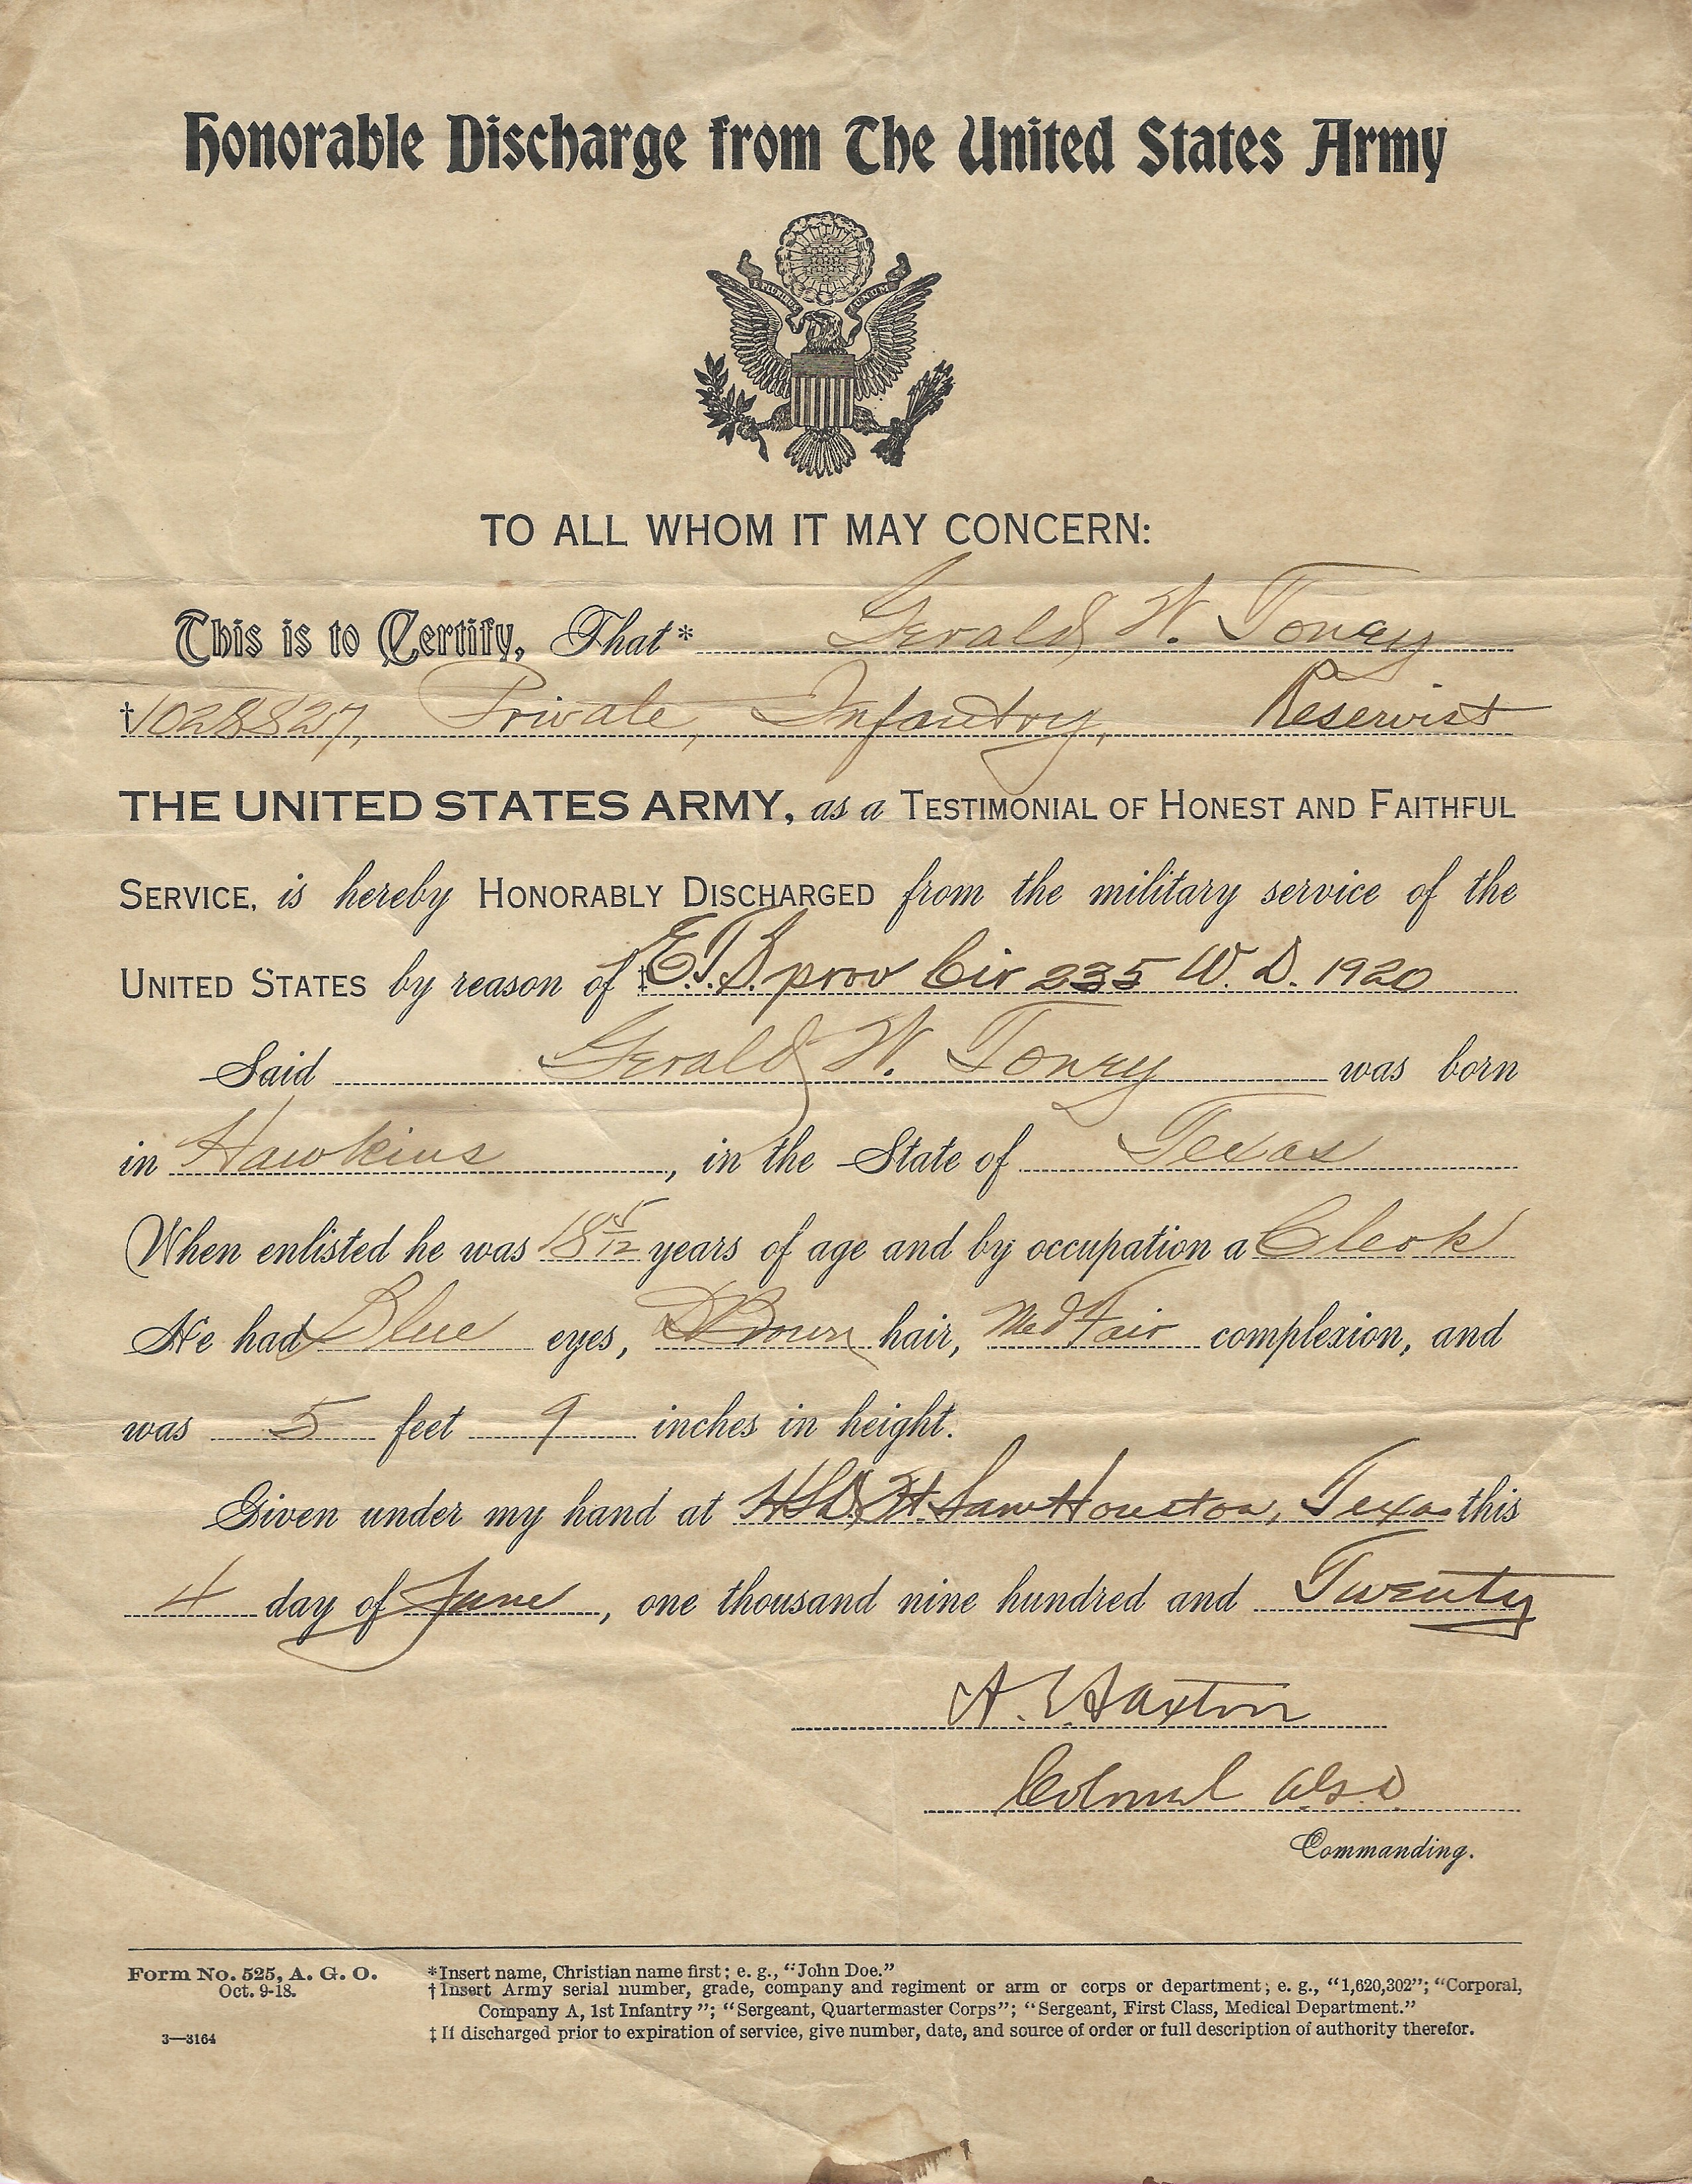 Honorable Discharge from The United States Army
E PLURIBUS UNUM
TO ALL WHOM IT MAY CONCERN:
This is to Certify, That* Gerald W. Toney
†1028827, Private, Infantry, Reservist
THE UNITED STATES ARMY, as a TESTIMONIAL OF HONEST AND FAITHFUL
SERVICE, is hereby HONORABLY DISCHARGED from the military service of the
UNITED STATES by reason of ‡ E.T.S. prov Cir 235 W. D. 1920
Said Gerald W. Toney was born
in Hawkins, in the State of Texas
When enlisted he was 18 5/12 years of age and by occupation a Clerk
He had Blue eyes, D Brown hair, Med Fair complexion, and
was 5 feet 9 inches in height.
Given under my hand at Ft. Sam Houston, Texas this
4 day of June, one thousand nine hundred and Twenty
Colonel
Commanding.
Form No. 525, A. G. O.
Oct. 9-18.
3—3164
*Insert name, Christian name first; e. g., “John Doe.”
†Insert Army serial number, grade, company and regiment or arm or corps or department; e. g., “1,620,302”; “Corporal,
Company A, 1st Infantry”; “Sergeant, Quartermaster Corps”; “Sergeant, First Class, Medical Department.”
‡If discharged prior to expiration of service, give number, date, and source of order or full description of authority therefor.